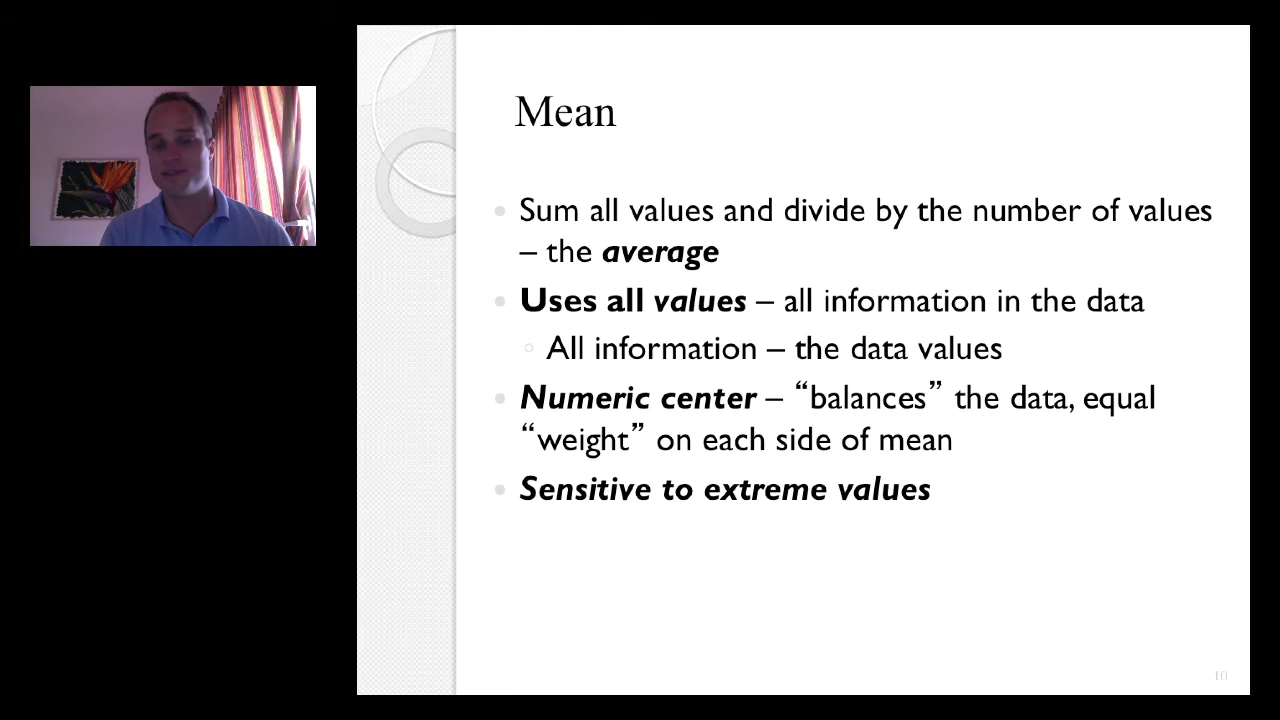 Mean
Sum all values and divide by the number of values
– the average
Uses all values – all information in the data
All information – the data values
Numeric center – “balances” the data, equal
“weight” on each side of mean
Sensitive to extreme values
10